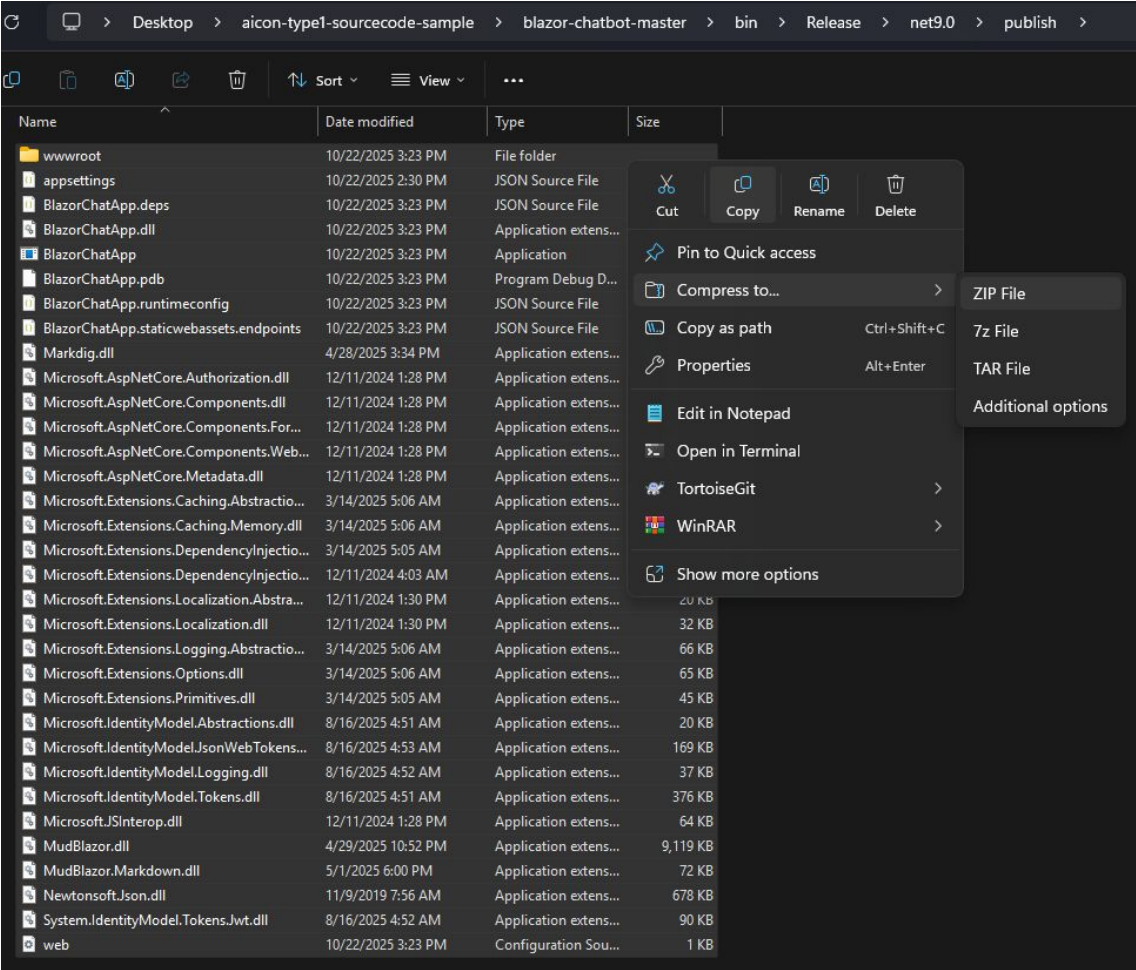 Desktop > aicon-type1-sourcecode-sample > blazor-chatbot-master > bin > Release > net9.0 > publish >
Sort View
Name Date modified Type Size
wwwroot 10/22/2025 3:23 PM File folder
appsettings 10/22/2025 2:30 PM JSON Source File
BlazorChatApp.deps 10/22/2025 3:23 PM JSON Source File
BlazorChatApp.dll 10/22/2025 3:23 PM Application extens...
BlazorChatApp 10/22/2025 3:23 PM Application
BlazorChatApp.pdb 10/22/2025 3:23 PM Program Debug D...
BlazorChatApp.runtimeconfig 10/22/2025 3:23 PM JSON Source File
BlazorChatApp.staticwebassets.endpoints 10/22/2025 3:23 PM JSON Source File
Markdig.dll 4/28/2025 3:34 PM Application extens...
Microsoft.AspNetCore.Authorization.dll 12/11/2024 1:28 PM Application extens...
Microsoft.AspNetCore.Components.dll 12/11/2024 1:28 PM Application extens...
Microsoft.AspNetCore.Components.For... 12/11/2024 1:28 PM Application extens...
Microsoft.AspNetCore.Components.Web... 12/11/2024 1:28 PM Application extens...
Microsoft.AspNetCore.Metadata.dll 12/11/2024 1:28 PM Application extens...
Microsoft.Extensions.Caching.Abstractio... 3/14/2025 5:06 AM Application extens...
Microsoft.Extensions.Caching.Memory.dll 3/14/2025 5:06 AM Application extens...
Microsoft.Extensions.DependencyInjectio... 3/14/2025 5:05 AM Application extens...
Microsoft.Extensions.DependencyInjectio... 12/11/2024 4:03 AM Application extens...
Microsoft.Extensions.Localization.Abstra... 12/11/2024 1:30 PM Application extens... 20 KB
Microsoft.Extensions.Localization.dll 12/11/2024 1:30 PM Application extens... 32 KB
Microsoft.Extensions.Logging.Abstractio... 3/14/2025 5:06 AM Application extens... 66 KB
Microsoft.Extensions.Options.dll 3/14/2025 5:06 AM Application extens... 65 KB
Microsoft.Extensions.Primitives.dll 3/14/2025 5:05 AM Application extens... 45 KB
Microsoft.IdentityModel.Abstractions.dll 8/16/2025 4:51 AM Application extens... 20 KB
Microsoft.IdentityModel.JsonWebTokens... 8/16/2025 4:53 AM Application extens... 169 KB
Microsoft.IdentityModel.Logging.dll 8/16/2025 4:52 AM Application extens... 37 KB
Microsoft.IdentityModel.Tokens.dll 8/16/2025 4:51 AM Application extens... 376 KB
Microsoft.JSInterop.dll 12/11/2024 1:28 PM Application extens... 64 KB
MudBlazor.dll 4/29/2025 10:52 PM Application extens... 9,119 KB
MudBlazor.Markdown.dll 5/1/2025 6:00 PM Application extens... 72 KB
Newtonsoft.Json.dll 11/9/2019 7:56 AM Application extens... 678 KB
System.IdentityModel.Tokens.Jwt.dll 8/16/2025 4:52 AM Application extens... 90 KB
web 10/22/2025 3:23 PM Configuration Sou... 1 KB
Cut Copy Rename Delete
Pin to Quick access
Compress to...
Copy as path Ctrl+Shift+C
Properties Alt+Enter
Edit in Notepad
Open in Terminal
TortoiseGit
WinRAR
Show more options
ZIP File
7z File
TAR File
Additional options